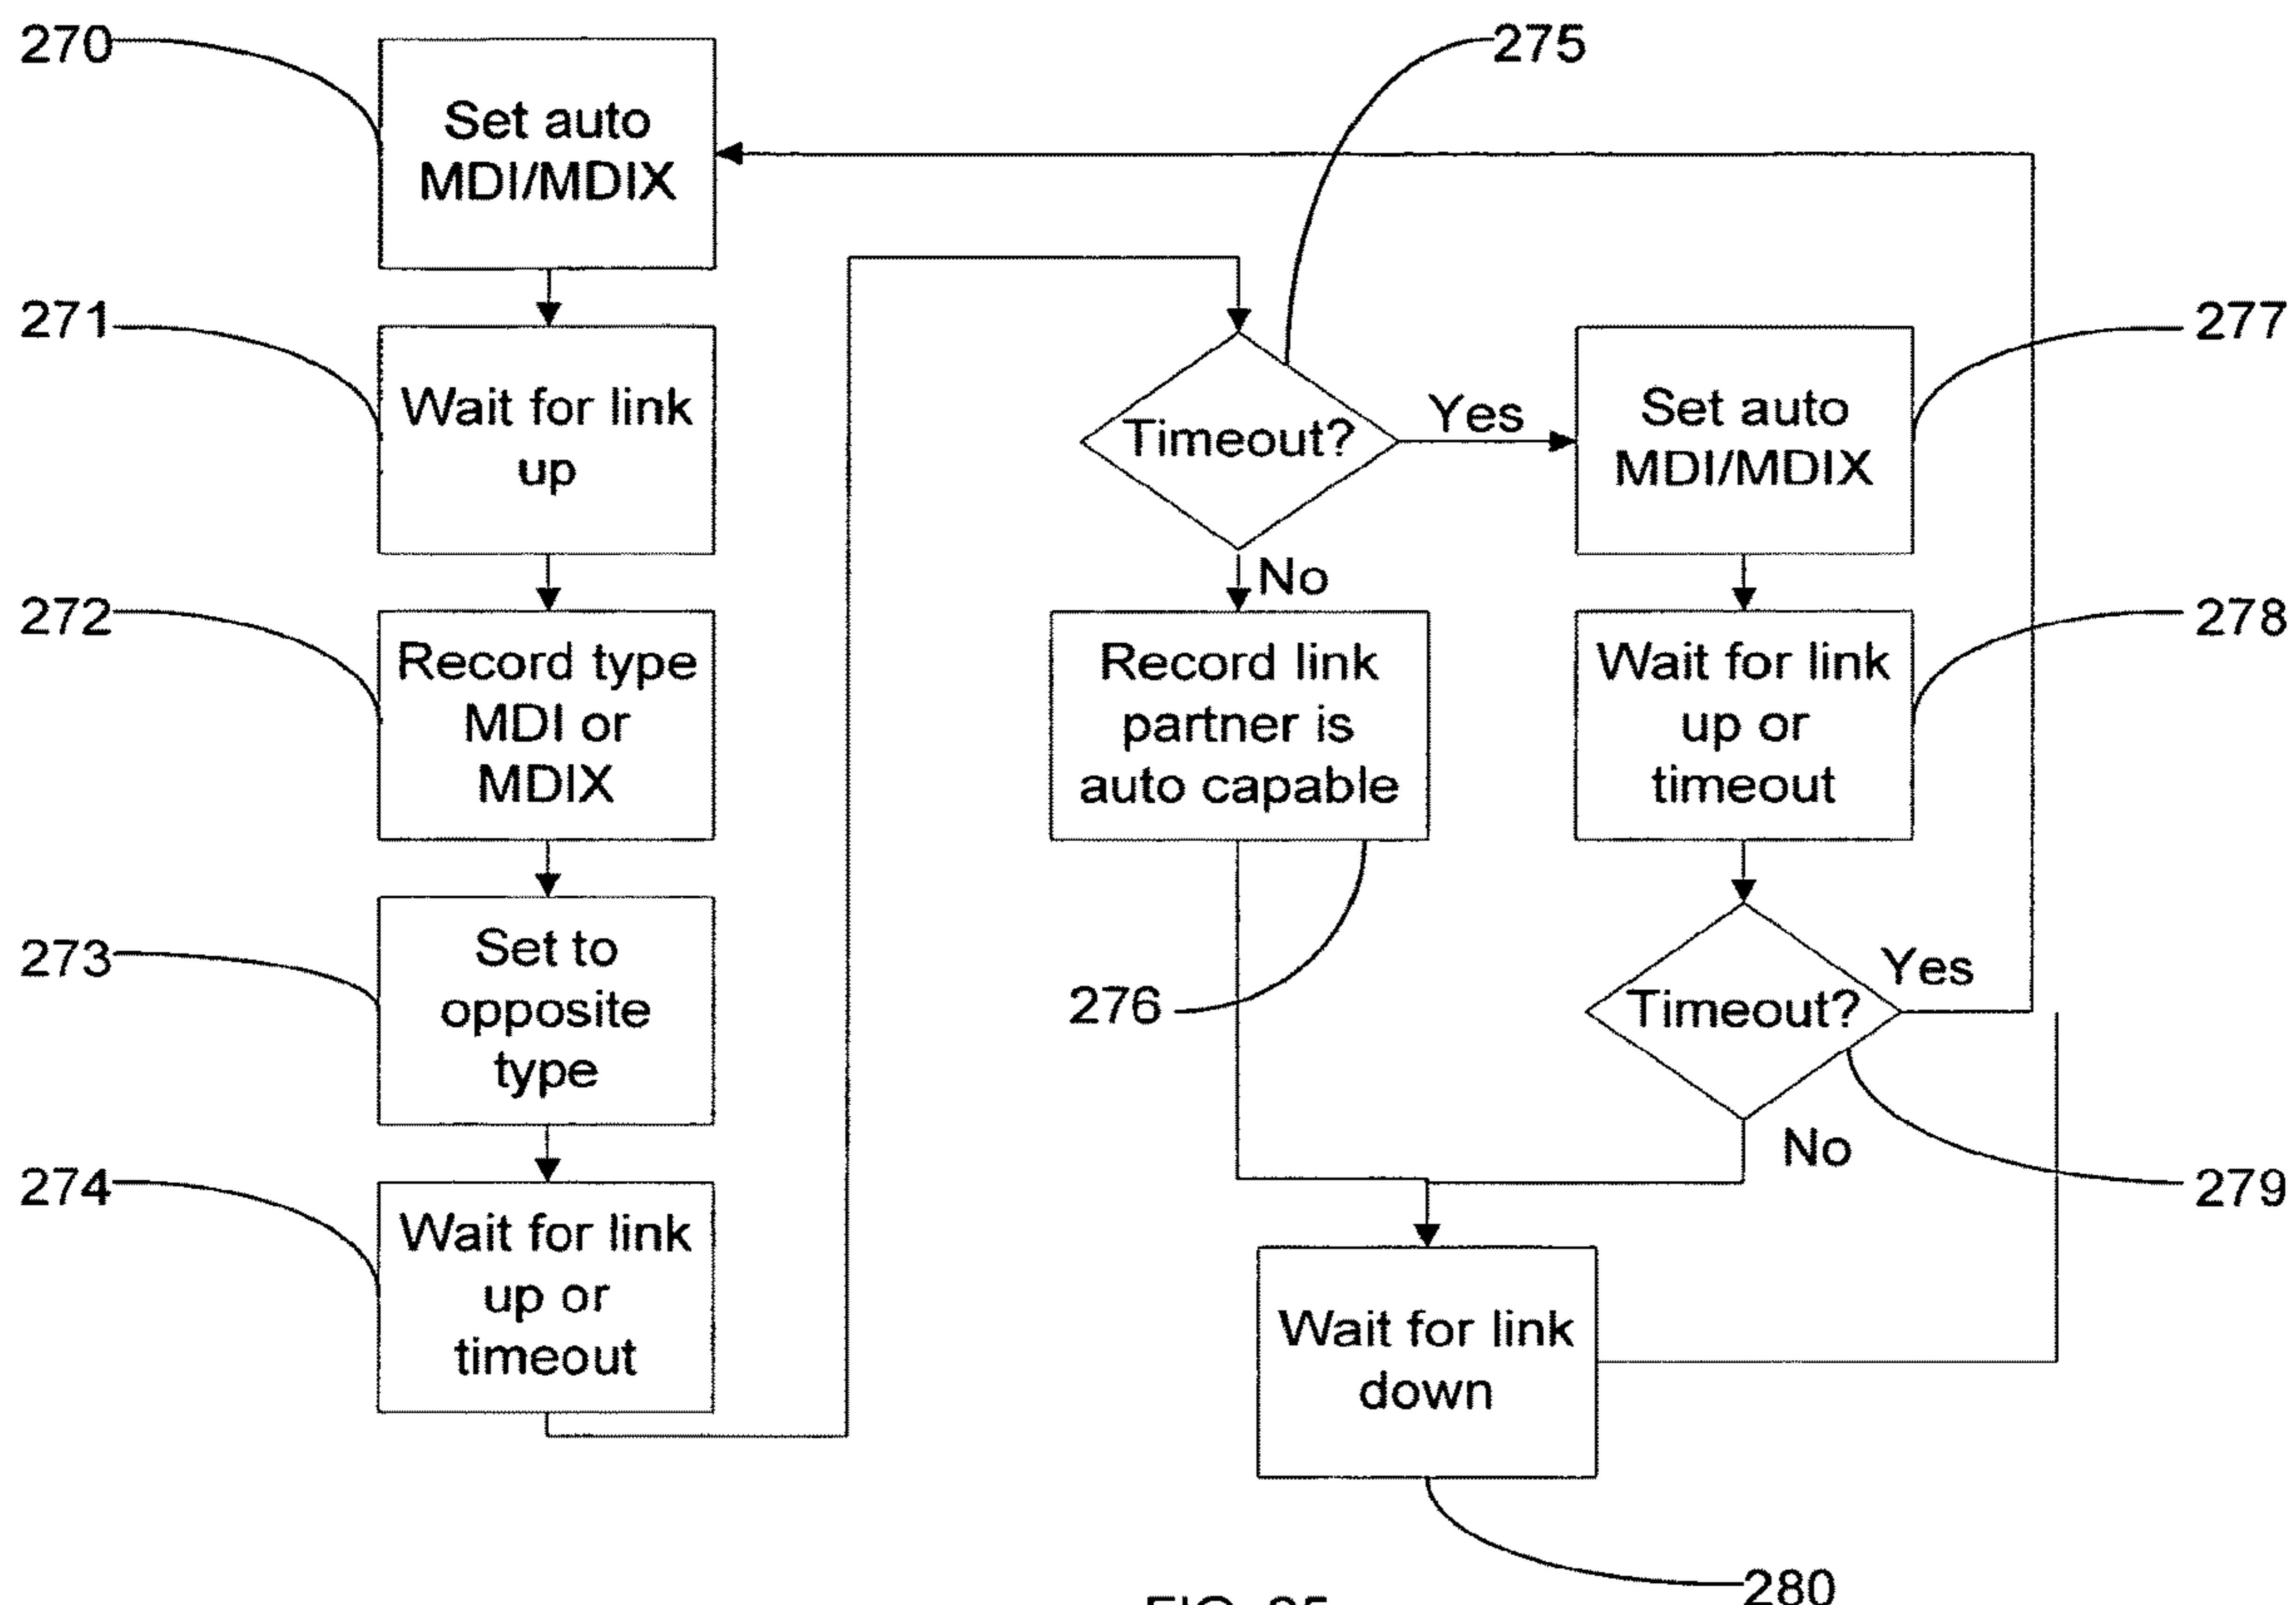 270
Set auto
MDI/MDIX
271
Wait for link
up
272
Record type
MDI or
MDIX
273
Set to
opposite
type
274
Wait for link
up or
timeout
275
Timeout?
Yes
No
276
Record link
partner is
auto capable
277
Set auto
MDI/MDIX
278
Wait for link
up or
timeout
279
Timeout?
Yes
No
280
Wait for link
down